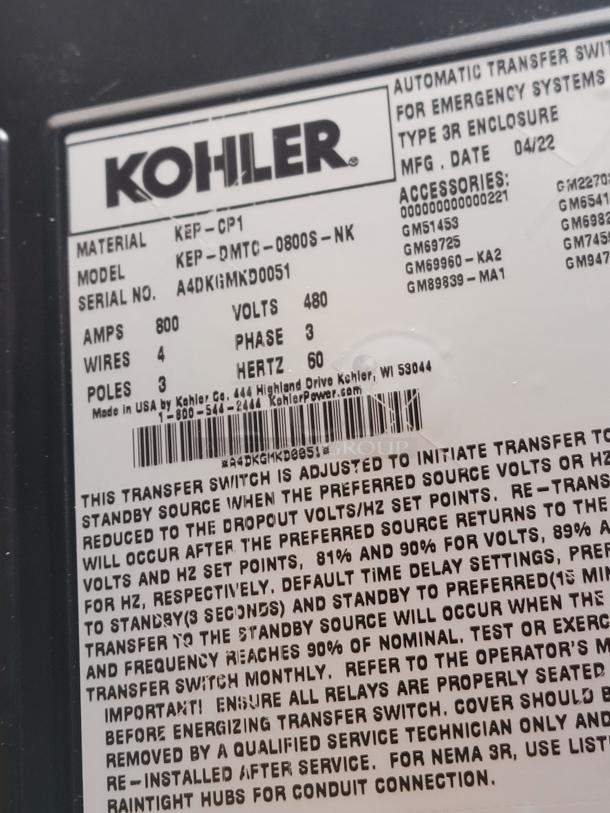 KOHLER®
AUTOMATIC TRANSFER SWIT
FOR EMERGENCY SYSTEMS
TYPE 3R ENCLOSURE
MFG. DATE 04/22
ACCESSORIES:
000000000000221
GM51453
GM69725
GM69960-KA2
GM89839-MA1
GM2270
GM6541
GM6982
GM745
GM947
MATERIAL KEP-CP1
MODEL KEP-DMTC-0800S-NK
SERIAL NO. A4DKGMKD0051
AMPS 800 VOLTS 480
WIRES 4 PHASE 3
POLES 3 HERTZ 60
Made in USA by Kohler Co. 444 Highland Drive Kohler, WI 53044
1-800-544-2444 KohlerPower.com
*A4DKGMKD0051*
GROUP
THIS TRANSFER SWITCH IS ADJUSTED TO INITIATE TRANSFER TO
STANDBY SOURCE WHEN THE PREFERRED SOURCE VOLTS OR HZ
REDUCED TO THE DROPOUT VOLTS/HZ SET POINTS. RE-TRANS
WILL OCCUR AFTER THE PREFERRED SOURCE RETURNS TO THE
VOLTS AND HZ SET POINTS, 81% AND 90% FOR VOLTS, 89% A
FOR HZ, RESPECTIVELY. DEFAULT TIME DELAY SETTINGS, PREF
TO STANDBY(3 SECONDS) AND STANDBY TO PREFERRED(15 MIN
TRANSFER TO THE STANDBY SOURCE WILL OCCUR WHEN THE
AND FREQUENCY REACHES 90% OF NOMINAL. TEST OR EXERC
TRANSFER SWITCH MONTHLY. REFER TO THE OPERATOR'S M
IMPORTANT! ENSURE ALL RELAYS ARE PROPERLY SEATED
BEFORE ENERGIZING TRANSFER SWITCH. COVER SHOULD B
REMOVED BY A QUALIFIED SERVICE TECHNICIAN ONLY AND
RE-INSTALLED AFTER SERVICE. FOR NEMA 3R, USE LIST
RAINTIGHT HUBS FOR CONDUIT CONNECTION.